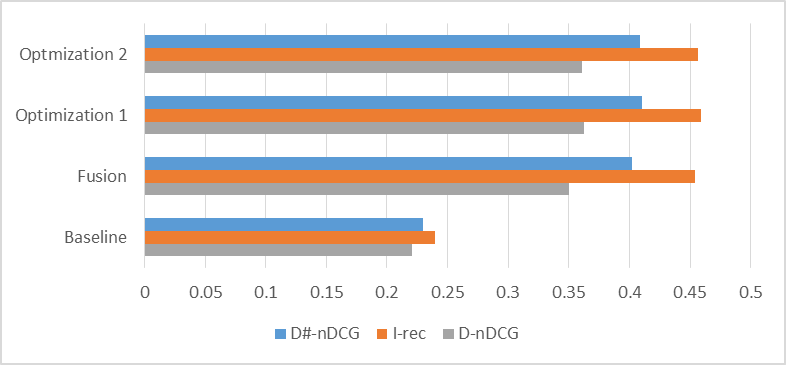 Optmization 2
Optimization 1
Fusion
Baseline
0 0.05 0.1 0.15 0.2 0.25 0.3 0.35 0.4 0.45 0.5
D#-nDCG I-rec D-nDCG